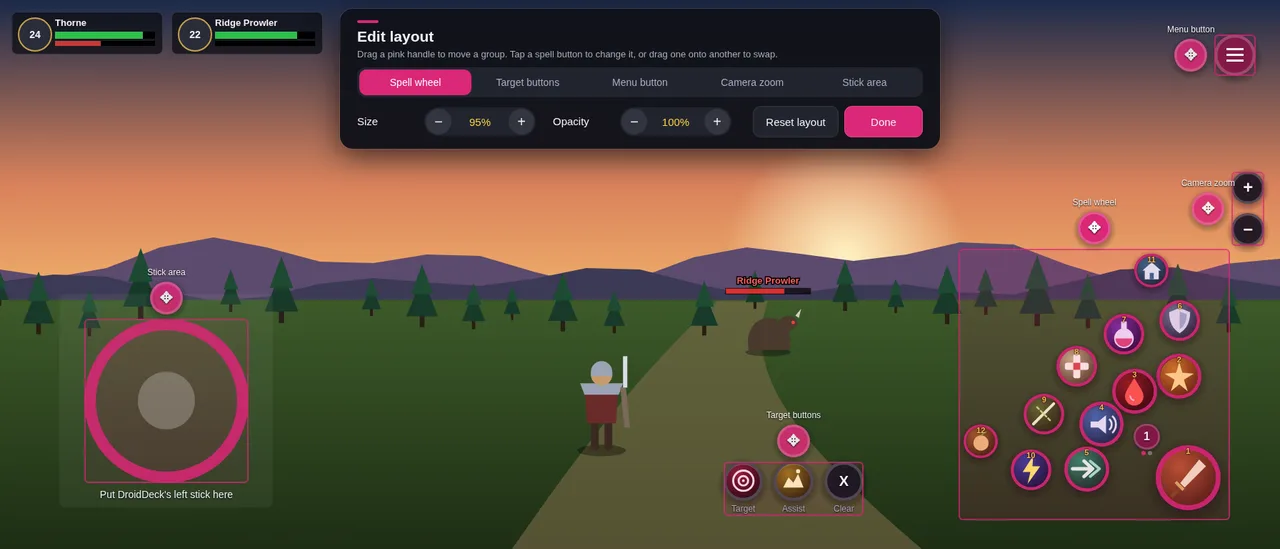 24
Thorne
22
Ridge Prowler
Edit layout
Drag a pink handle to move a group. Tap a spell button to change it, or drag one onto another to swap.
Spell wheel
Target buttons
Menu button
Camera zoom
Stick area
Size
−
95%
+
Opacity
−
100%
+
Reset layout
Done
Menu button
Camera zoom
+
−
Spell wheel
Stick area
Put DroidDeck's left stick here
Ridge Prowler
Target buttons
Target
Assist
X
Clear
11
6
7
8
2
3
9
4
12
1
10
5
1